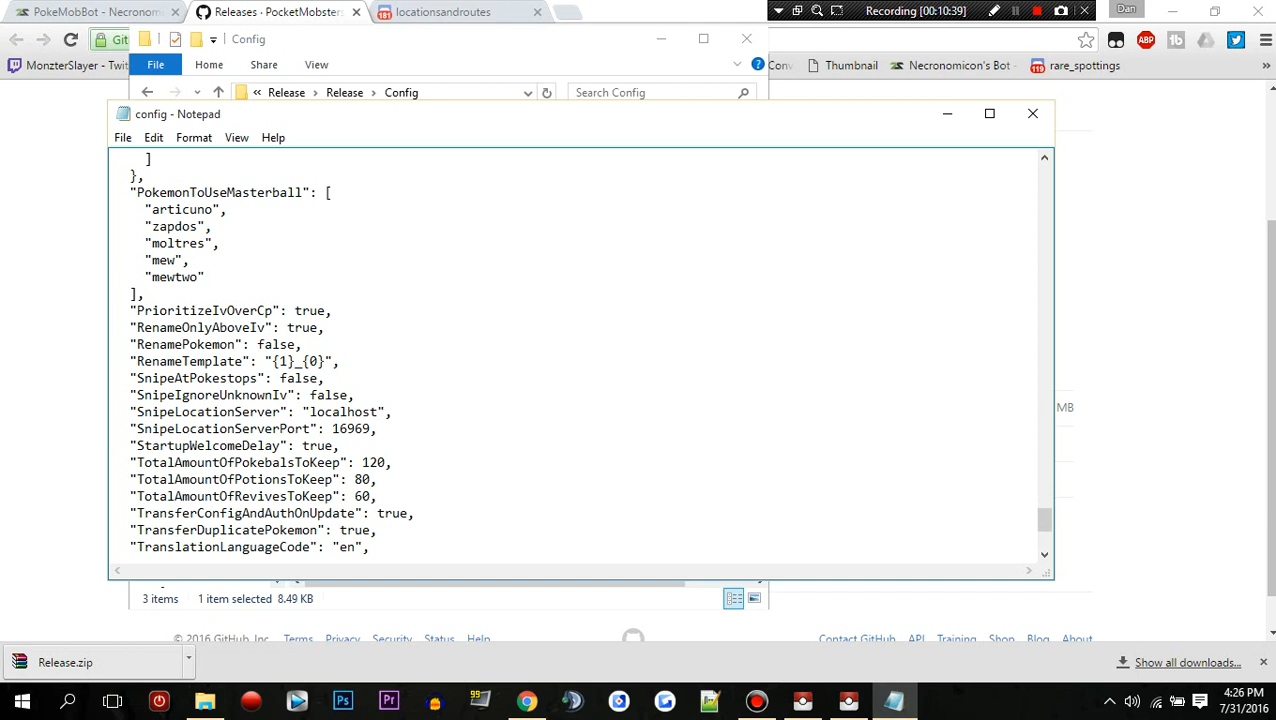 PokeMobBot - Necronom
Releases · PocketMobsters
locationsandroutes
Recording [00:10:39]
Dan
Git
Config
MonzterSlayer - Twitt
File
Home
Share
View
Conv
Thumbnail
Necronomicon's Bot -
rare_spottings
Release
Release
Config
Search Config
config - Notepad
File
Edit
Format
View
Help
]
},
"PokemonToUseMasterball": [
"articuno",
"zapdos",
"moltres",
"mew",
"mewtwo"
],
"PrioritizeIvOverCp": true,
"RenameOnlyAboveIv": true,
"RenamePokemon": false,
"RenameTemplate": "{1}_{0}",
"SnipeAtPokestops": false,
"SnipeIgnoreUnknownIv": false,
"SnipeLocationServer": "localhost",
"SnipeLocationServerPort": 16969,
"StartupWelcomeDelay": true,
"TotalAmountOfPokebalsToKeep": 120,
"TotalAmountOfPotionsToKeep": 80,
"TotalAmountOfRevivesToKeep": 60,
"TransferConfigAndAuthOnUpdate": true,
"TransferDuplicatePokemon": true,
"TranslationLanguageCode": "en",
MB
3 items
1 item selected 8.49 KB
© 2016 GitHub, Inc.
Terms
Privacy
Security
Status
Help
Contact GitHub
API
Training
Shop
Blog
About
Release.zip
Show all downloads...
4:26 PM
7/31/2016